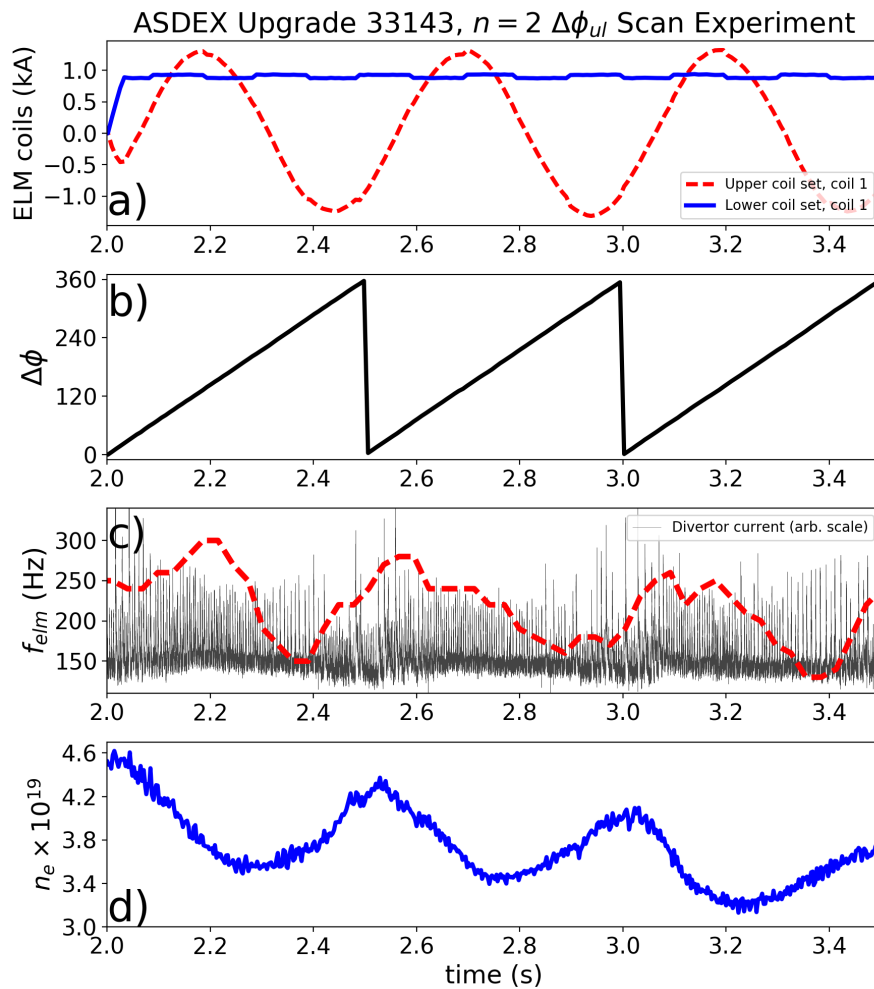 ASDEX Upgrade 33143, n = 2 Δϕ_ul Scan Experiment
ELM coils (kA)
1.0
0.5
0.0
−0.5
−1.0
a)
Upper coil set, coil 1
Lower coil set, coil 1
2.0 2.2 2.4 2.6 2.8 3.0 3.2 3.4
b)
Δϕ
360
240
120
0
2.0 2.2 2.4 2.6 2.8 3.0 3.2 3.4
c)
Divertor current (arb. scale)
f_elm (Hz)
300
250
200
150
2.0 2.2 2.4 2.6 2.8 3.0 3.2 3.4
n_e × 10^19
4.6
4.2
3.8
3.4
3.0
d)
2.0 2.2 2.4 2.6 2.8 3.0 3.2 3.4
time (s)